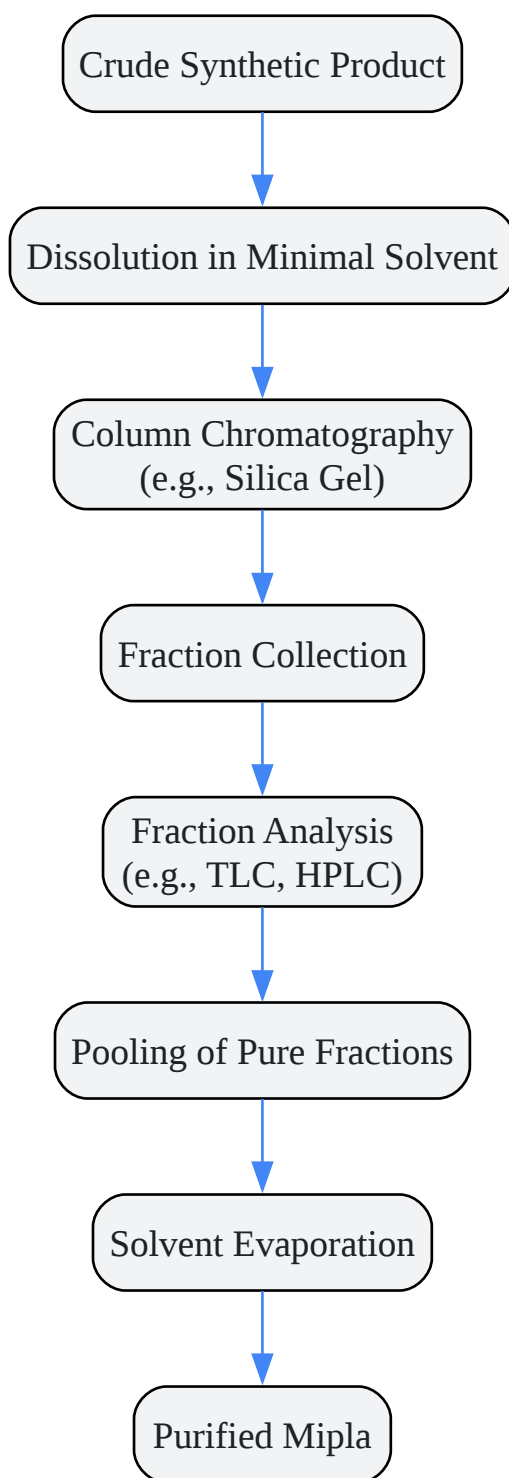 Crude Synthetic Product
Dissolution in Minimal Solvent
Column Chromatography
(e.g., Silica Gel)
Fraction Collection
Fraction Analysis
(e.g., TLC, HPLC)
Pooling of Pure Fractions
Solvent Evaporation
Purified Mipla